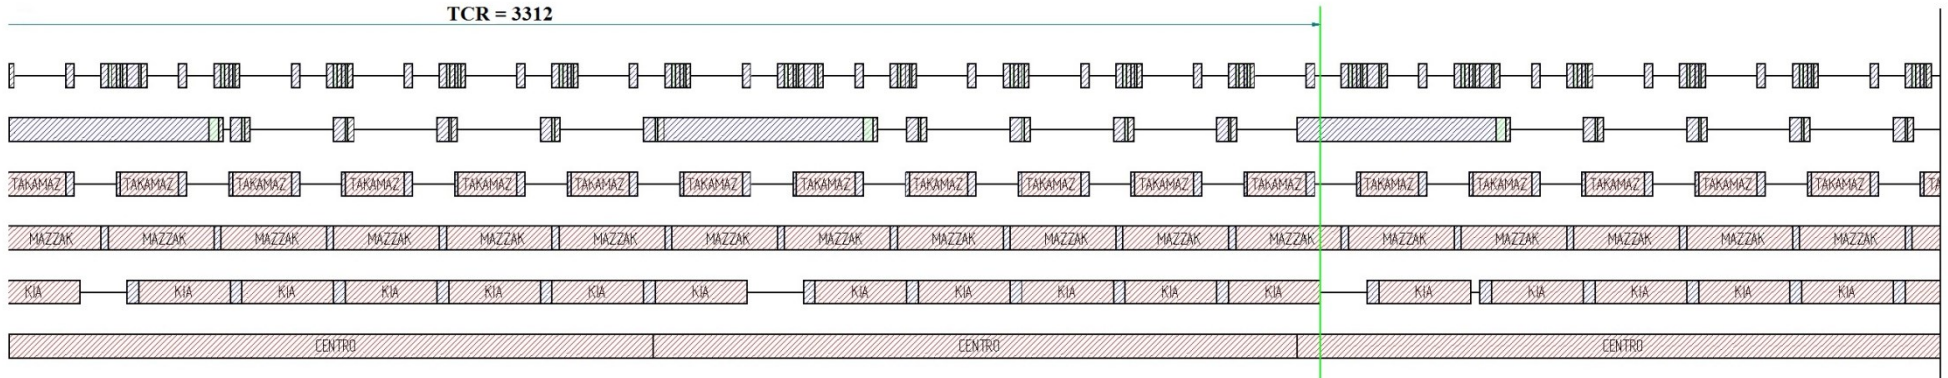 TCR = 3312
TAKAMAZ TAKAMAZ TAKAMAZ TAKAMAZ TAKAMAZ TAKAMAZ TAKAMAZ TAKAMAZ TAKAMAZ TAKAMAZ TAKAMAZ TAKAMAZ TAKAMAZ TAKAMAZ TAKAMAZ TAKAMAZ TAKAMAZ TA
MAZZAK MAZZAK MAZZAK MAZZAK MAZZAK MAZZAK MAZZAK MAZZAK MAZZAK MAZZAK MAZZAK MAZZAK MAZZAK MAZZAK MAZZAK MAZZAK MAZZAK
KIA KIA KIA KIA KIA KIA KIA KIA KIA KIA KIA KIA KIA KIA KIA KIA KIA
CENTRO CENTRO CENTRO